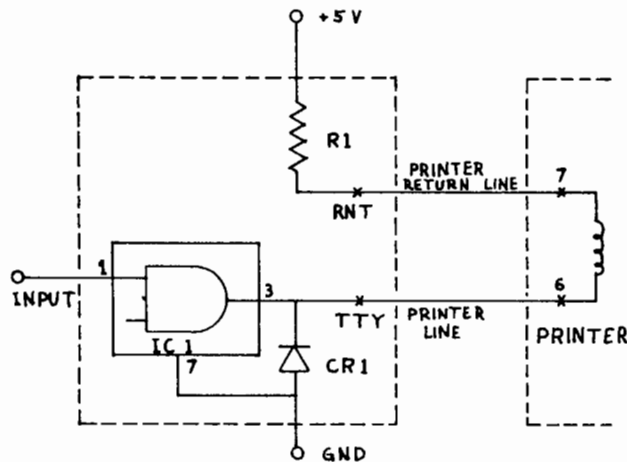 +5V
R1
PRINTER
RETURN LINE
7
RNT
1
3
6
INPUT
TTY
PRINTER
LINE
PRINTER
IC 1
7
CR1
GND